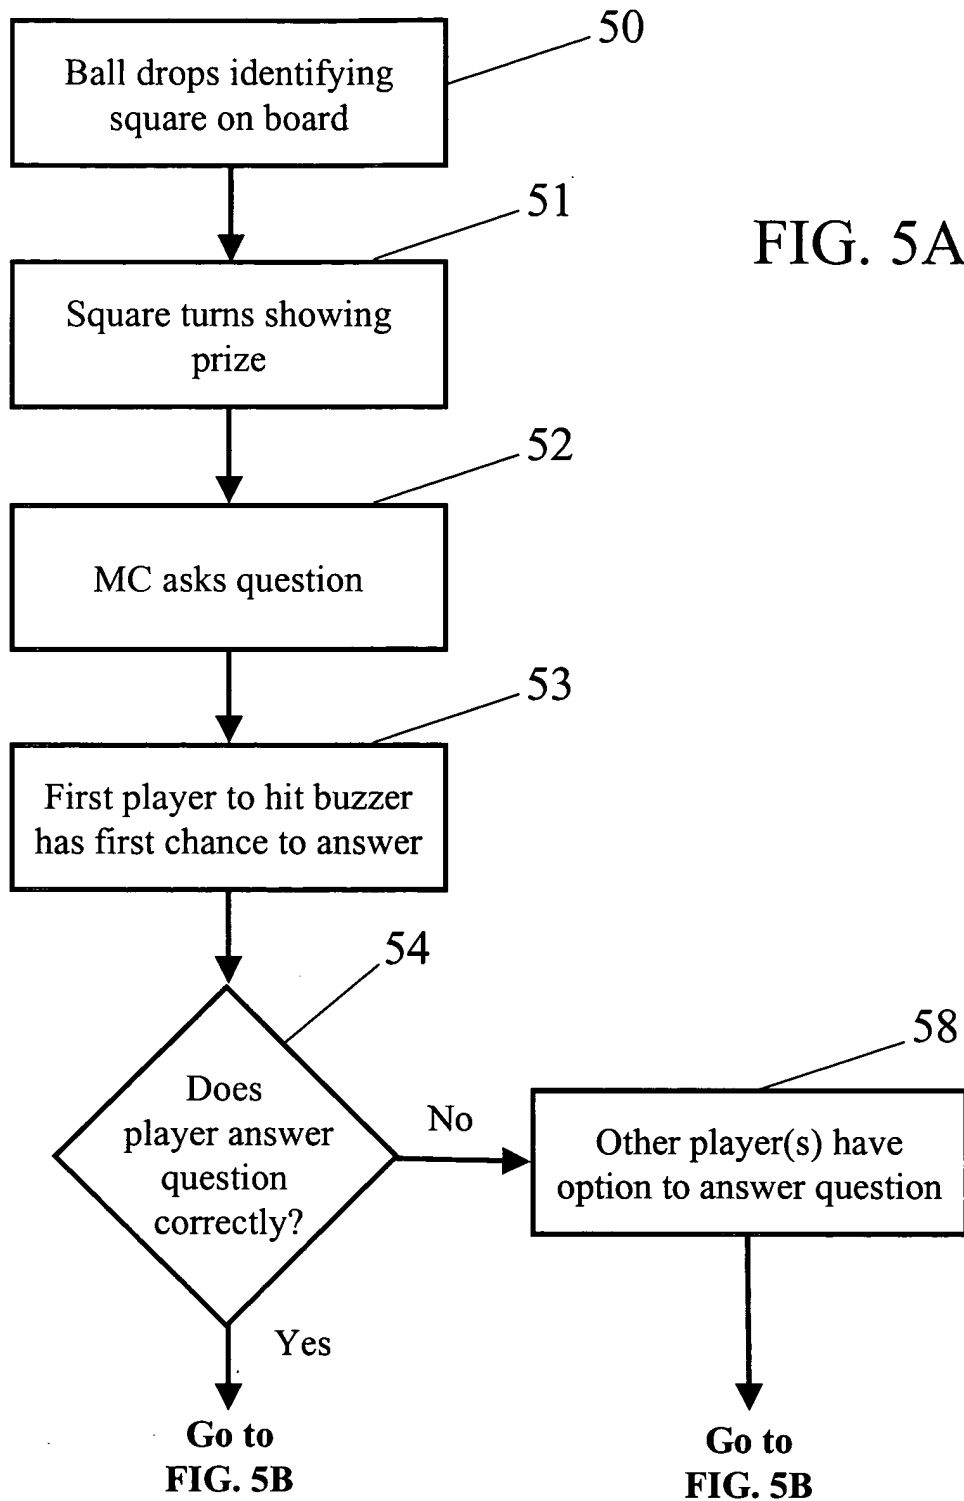 50
Ball drops identifying
square on board
51
FIG. 5A
Square turns showing
prize
52
MC asks question
53
First player to hit buzzer
has first chance to answer
54
58
Does
player answer
question
correctly?
No
Other player(s) have
option to answer question
Yes
Go to
FIG. 5B
Go to
FIG. 5B